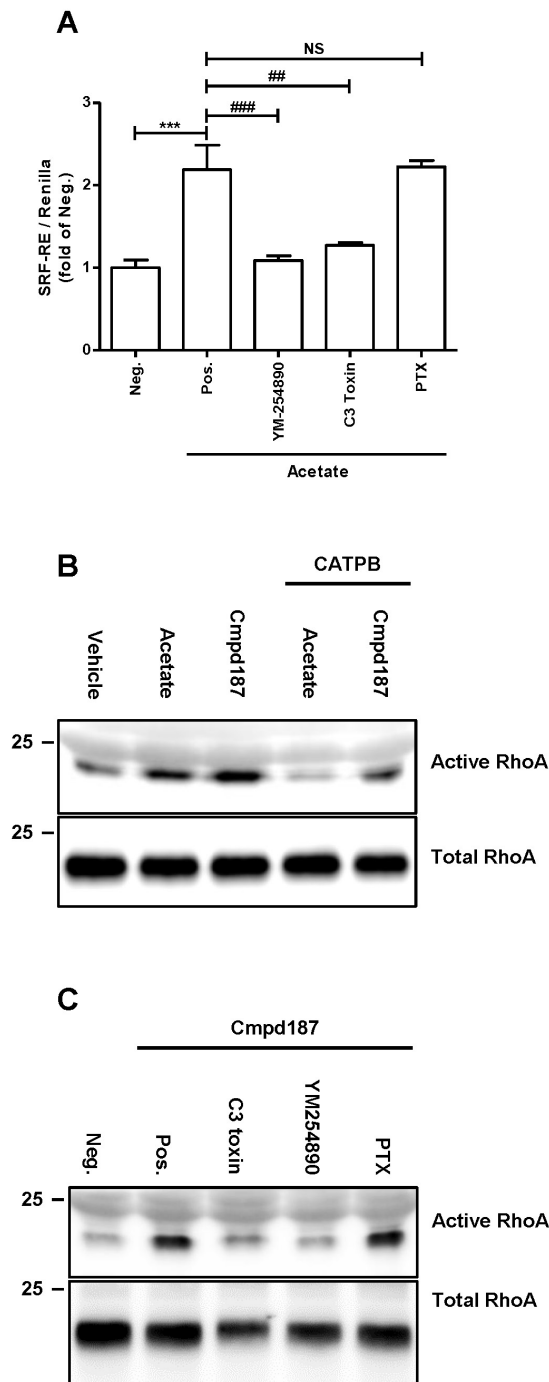 A
NS
##
###
***
3
2
1
0
SRF-RE / Renilla
(fold of Neg.)
Neg.
Pos.
YM-254890
C3 Toxin
PTX
Acetate
B
CATPB
Vehicle
Acetate
Cmpd187
Acetate
Cmpd187
25
Active RhoA
25
Total RhoA
C
Cmpd187
Neg.
Pos.
C3 toxin
YM254890
PTX
25
Active RhoA
25
Total RhoA